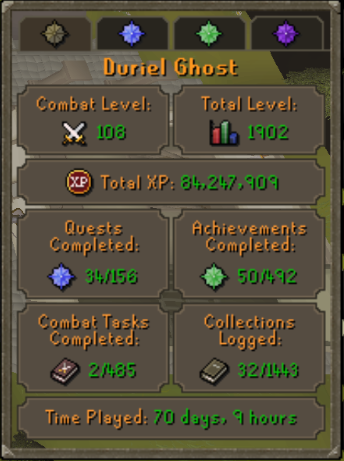 Duriel Ghost
Combat Level:
108
Total Level:
1902
XP Total XP: 84,247,909
Quests
Completed:
34/156
Achievements
Completed:
50/492
Combat Tasks
Completed:
2/485
Collections
Logged:
32/1443
Time Played: 70 days, 9 hours